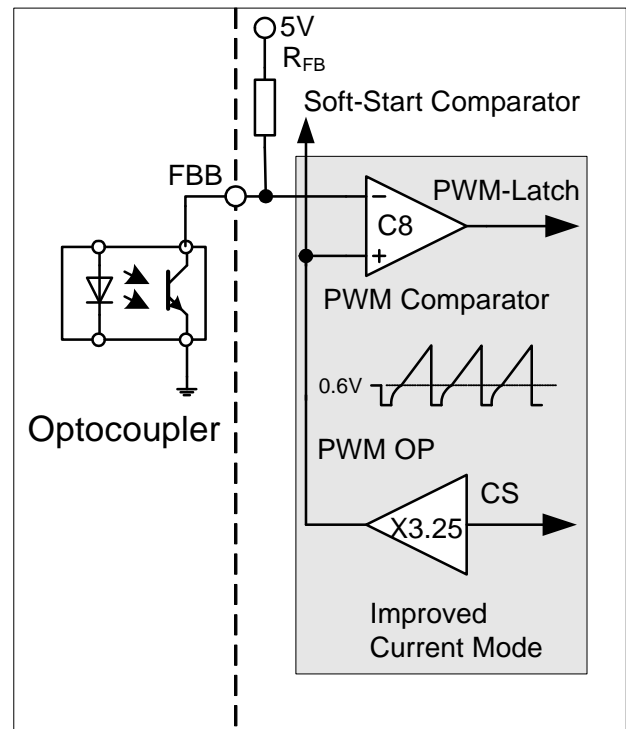 5V
R_FB
Soft-Start Comparator
FBB
PWM-Latch
−
C8
+
PWM Comparator
0.6V
Optocoupler
PWM OP
CS
X3.25
Improved
Current Mode